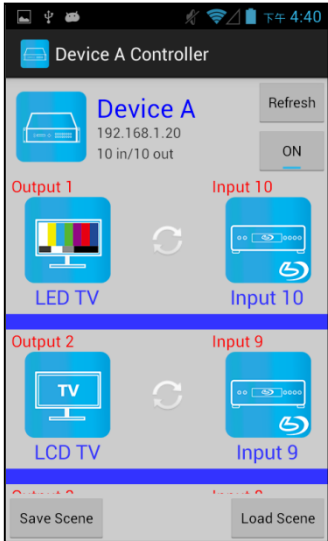 下午 4:40
Device A Controller
Device A
192.168.1.20
10 in/10 out
Refresh
ON
Output 1
Input 10
LED TV
Input 10
Output 2
Input 9
TV
LCD TV
Input 9
Save Scene
Load Scene